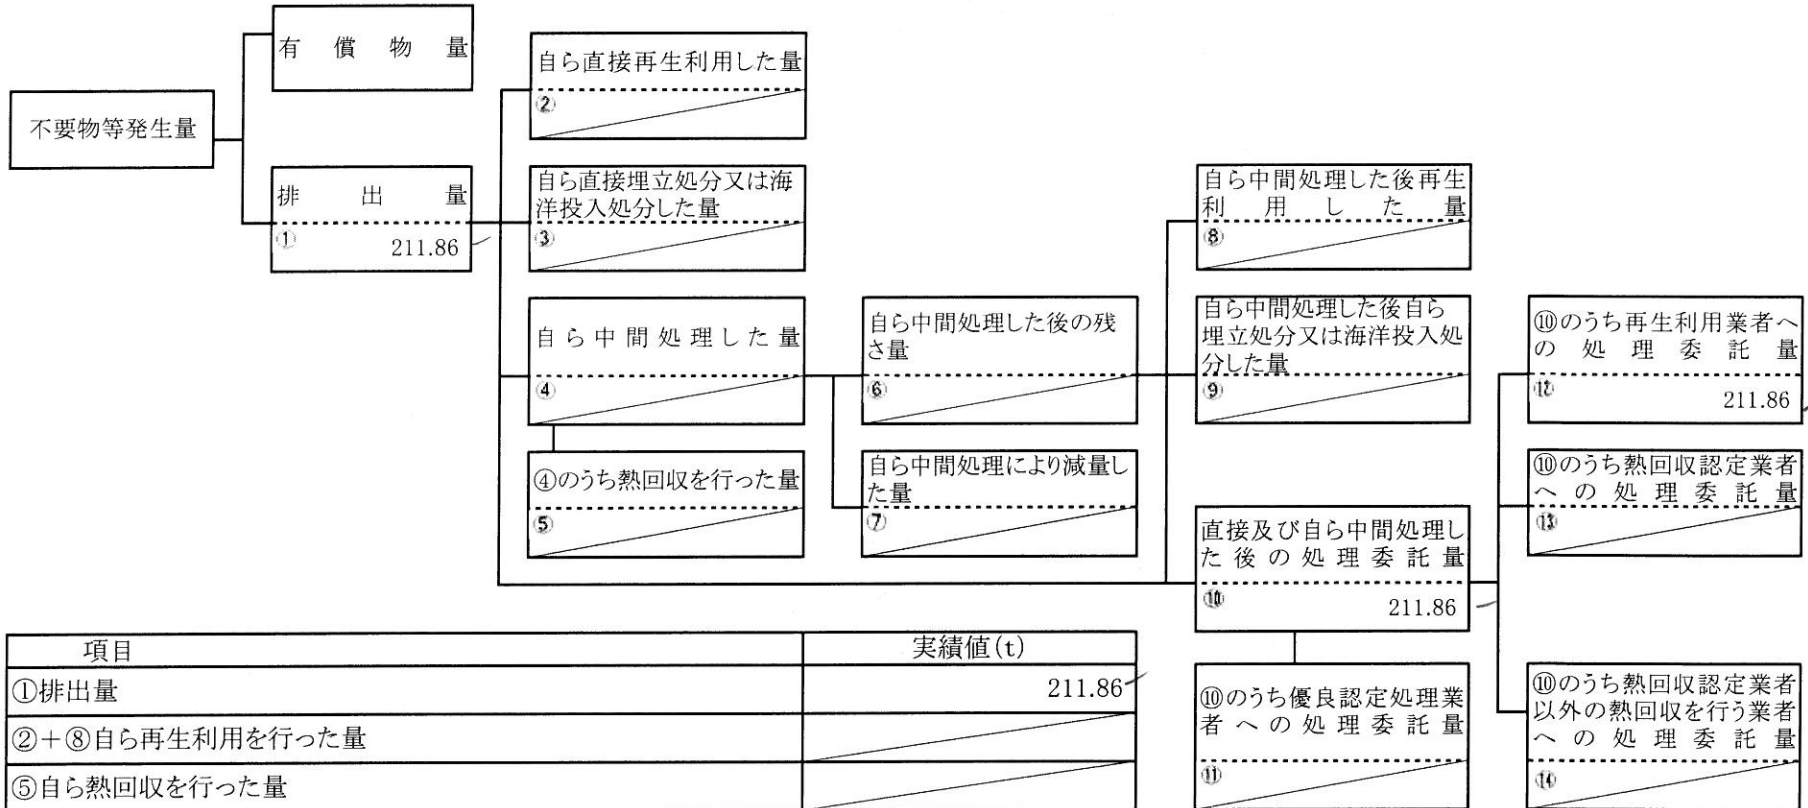 有償物量
不要物等発生量
排出量
① 211.86
自ら直接再生利用した量
②
自ら直接埋立処分又は海
洋投入処分した量
③
自ら中間処理した量
④
④のうち熱回収を行った量
⑤
自ら中間処理した後の残
さ量
⑥
自ら中間処理により減量し
た量
⑦
自ら中間処理した後再生
利用した量
⑧
自ら中間処理した後自ら
埋立処分又は海洋投入処
分した量
⑨
直接及び自ら中間処理し
た後の処理委託量
⑩ 211.86
⑩のうち優良認定処理業
者への処理委託量
⑪
⑩のうち再生利用業者へ
の処理委託量
⑫ 211.86
⑩のうち熱回収認定業者
への処理委託量
⑬
⑩のうち熱回収認定業者
以外の熱回収を行う業者
への処理委託量
⑭
項目 実績値(t)
①排出量 211.86
②+⑧自ら再生利用を行った量
⑤自ら熱回収を行った量